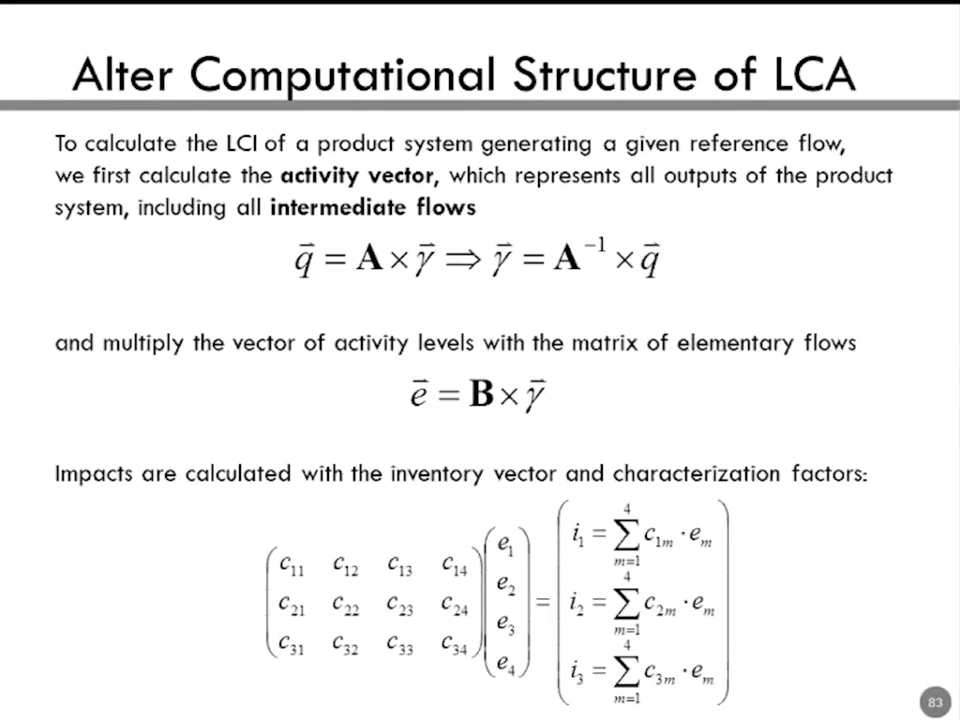 Alter Computational Structure of LCA
To calculate the LCI of a product system generating a given reference flow,
we first calculate the activity vector, which represents all outputs of the product
system, including all intermediate flows
q⃗ = A × γ⃗ ⇒ γ⃗ = A⁻¹ × q⃗
and multiply the vector of activity levels with the matrix of elementary flows
e⃗ = B × γ⃗
Impacts are calculated with the inventory vector and characterization factors:
( c₁₁ c₁₂ c₁₃ c₁₄ ) ( e₁ ) = ( i₁ = ∑_{m=1}^{4} c₁ₘ · eₘ )
( c₂₁ c₂₂ c₂₃ c₂₄ ) ( e₂ ) ( i₂ = ∑_{m=1}^{4} c₂ₘ · eₘ )
( c₃₁ c₃₂ c₃₃ c₃₄ ) ( e₃ ) ( i₃ = ∑_{m=1}^{4} c₃ₘ · eₘ )
( e₄ )
83